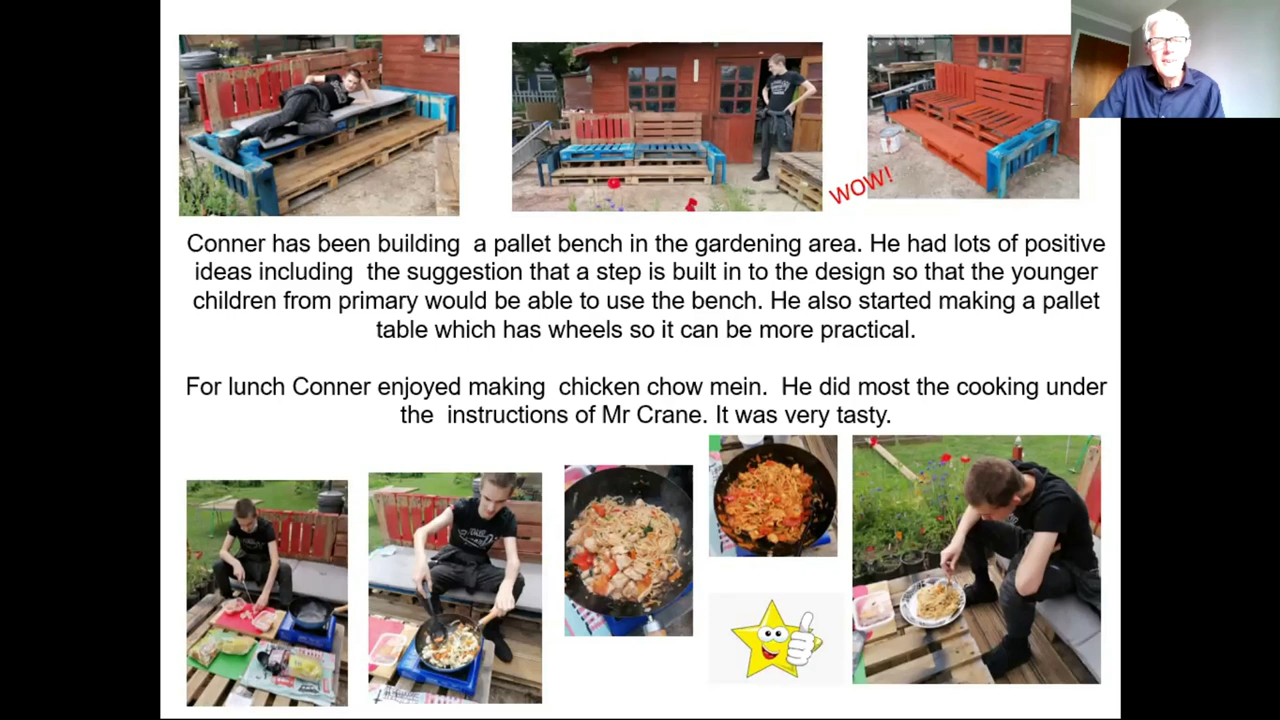 WOW!
Conner has been building a pallet bench in the gardening area. He had lots of positive
ideas including the suggestion that a step is built in to the design so that the younger
children from primary would be able to use the bench. He also started making a pallet
table which has wheels so it can be more practical.
For lunch Conner enjoyed making chicken chow mein. He did most the cooking under
the instructions of Mr Crane. It was very tasty.